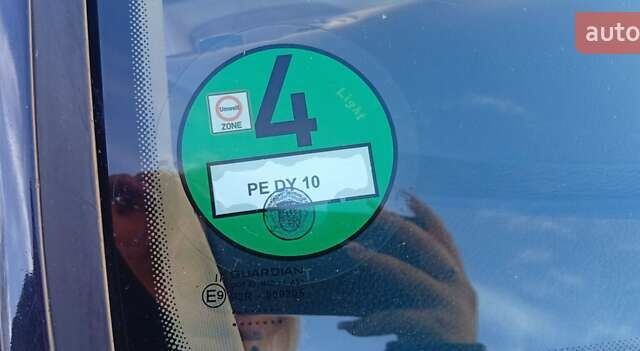 auto
4
Light
Umwelt
ZONE
PE DY 10
GUARDIAN
E9